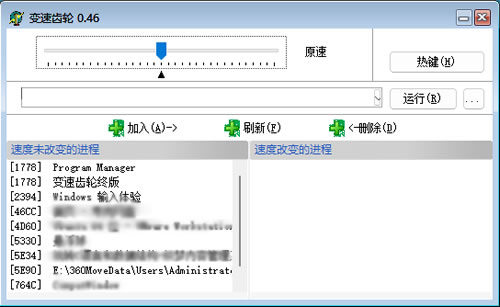 变速齿轮 0.46
原速
热键(H)
运行(R)
...
加入(A)->
刷新(F)
<-删除(D)
速度未改变的进程
速度改变的进程
[1778] Program Manager
[1778] 变速齿轮终版
[2394] Windows 输入体验
[46CC]
[4D60]
[5330]
[5E34]
[5E90] E:\360MoveData\Users\Administrat
[764C]